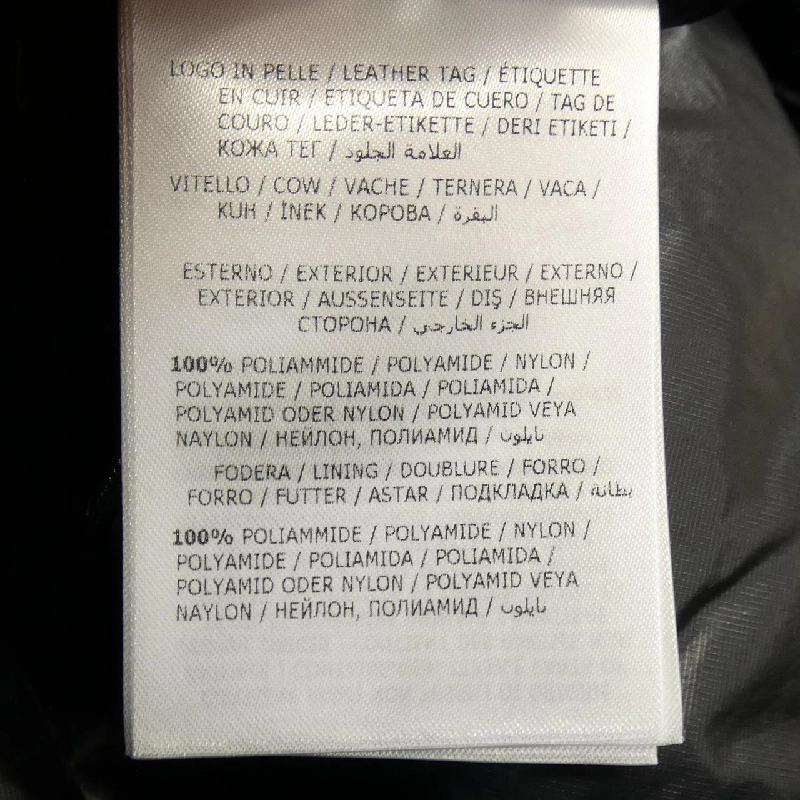 LOGO IN PELLE / LEATHER TAG / ÉTIQUETTE
EN CUIR / ETIQUETA DE CUERO / TAG DE
COURO / LEDER-ETIKETTE / DERI ETIKETI /
КОЖА ТЕГ / العلامة الجلود
VITELLO / COW / VACHE / TERNERA / VACA /
KUH / İNEK / КОРОВА / البقرة
ESTERNO / EXTERIOR / EXTERIEUR / EXTERNO /
EXTERIOR / AUSSENSEITE / DIŞ / ВНЕШНЯЯ
СТОРОНА / الجزء الخارجي
100% POLIAMMIDE / POLYAMIDE / NYLON /
POLYAMIDE / POLIAMIDA / POLIAMIDA /
POLYAMID ODER NYLON / POLYAMID VEYA
NAYLON / НЕЙЛОН, ПОЛИАМИД / نايلون
FODERA / LINING / DOUBLURE / FORRO /
FORRO / FUTTER / ASTAR / ПОДКЛАДКА / بطانة
100% POLIAMMIDE / POLYAMIDE / NYLON /
POLYAMIDE / POLIAMIDA / POLIAMIDA /
POLYAMID ODER NYLON / POLYAMID VEYA
NAYLON / НЕЙЛОН, ПОЛИАМИД / نايلون